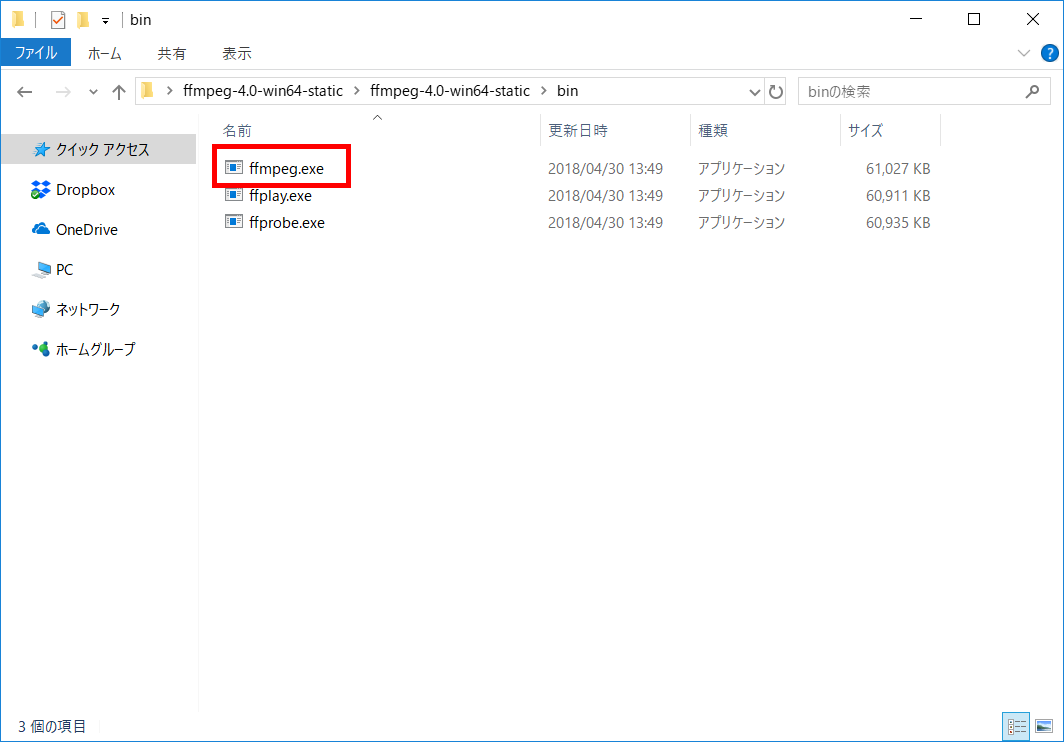 bin
ファイル ホーム 共有 表示
ffmpeg-4.0-win64-static ffmpeg-4.0-win64-static bin binの検索
名前 更新日時 種類 サイズ
クイック アクセス
Dropbox
OneDrive
PC
ネットワーク
ホームグループ
ffmpeg.exe 2018/04/30 13:49 アプリケーション 61,027 KB
ffplay.exe 2018/04/30 13:49 アプリケーション 60,911 KB
ffprobe.exe 2018/04/30 13:49 アプリケーション 60,935 KB
3 個の項目